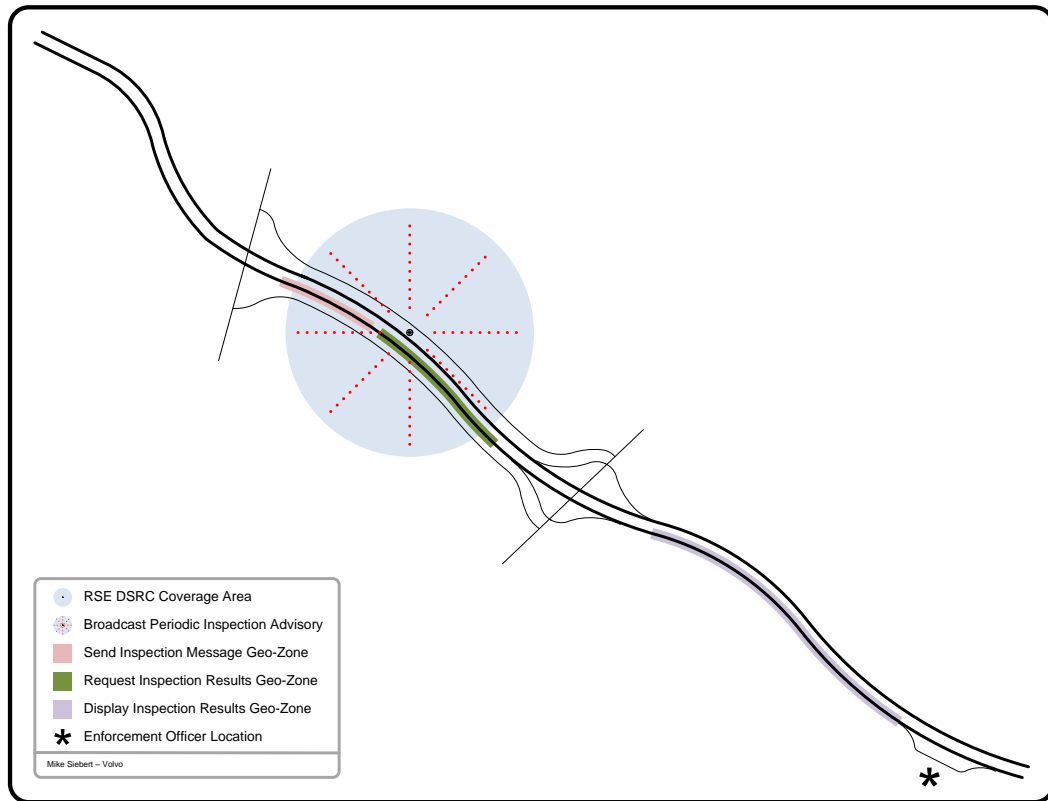 RSE DSRC Coverage Area
Broadcast Periodic Inspection Advisory
Send Inspection Message Geo-Zone
Request Inspection Results Geo-Zone
Display Inspection Results Geo-Zone
* Enforcement Officer Location
Mike Siebert – Volvo
*